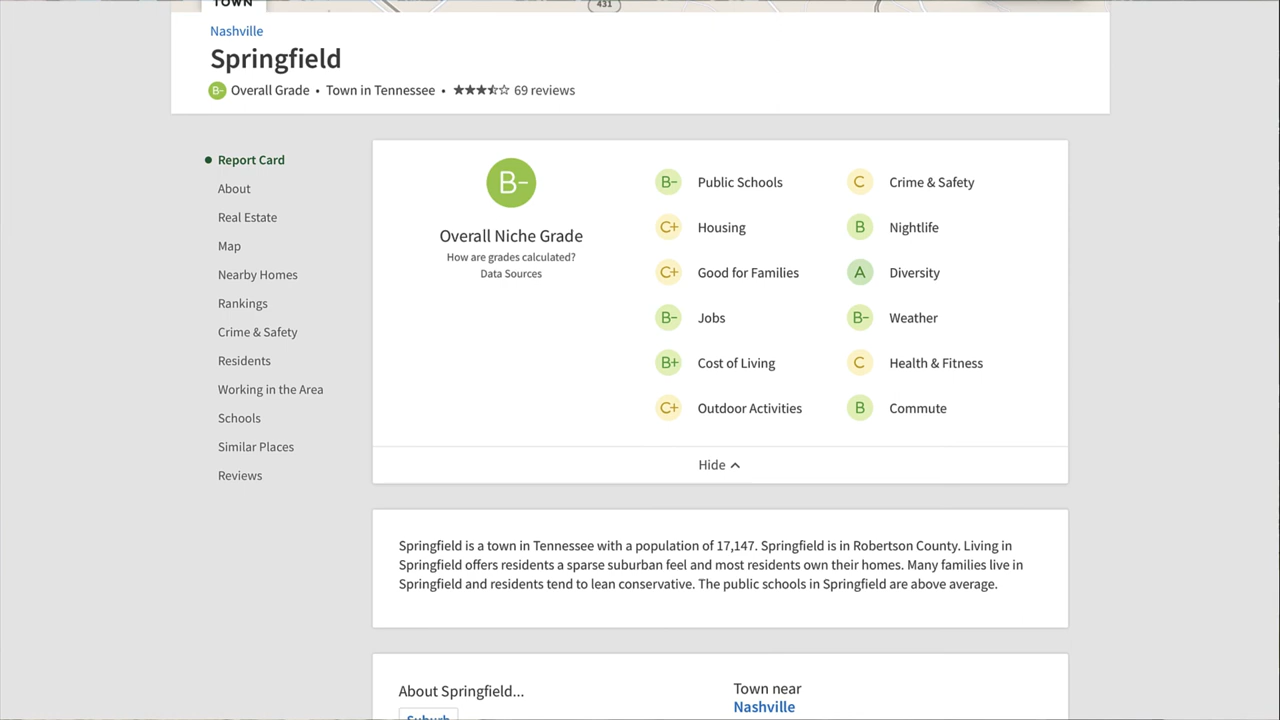 TOWN
431
Nashville
Springfield
B- Overall Grade • Town in Tennessee • 69 reviews
Report Card
About
Real Estate
Map
Nearby Homes
Rankings
Crime & Safety
Residents
Working in the Area
Schools
Similar Places
Reviews
B-
Overall Niche Grade
How are grades calculated?
Data Sources
B- Public Schools
C+ Housing
C+ Good for Families
B- Jobs
B+ Cost of Living
C+ Outdoor Activities
C Crime & Safety
B Nightlife
A Diversity
B- Weather
C Health & Fitness
B Commute
Hide
Springfield is a town in Tennessee with a population of 17,147. Springfield is in Robertson County. Living in
Springfield offers residents a sparse suburban feel and most residents own their homes. Many families live in
Springfield and residents tend to lean conservative. The public schools in Springfield are above average.
About Springfield...
Suburb
Town near
Nashville